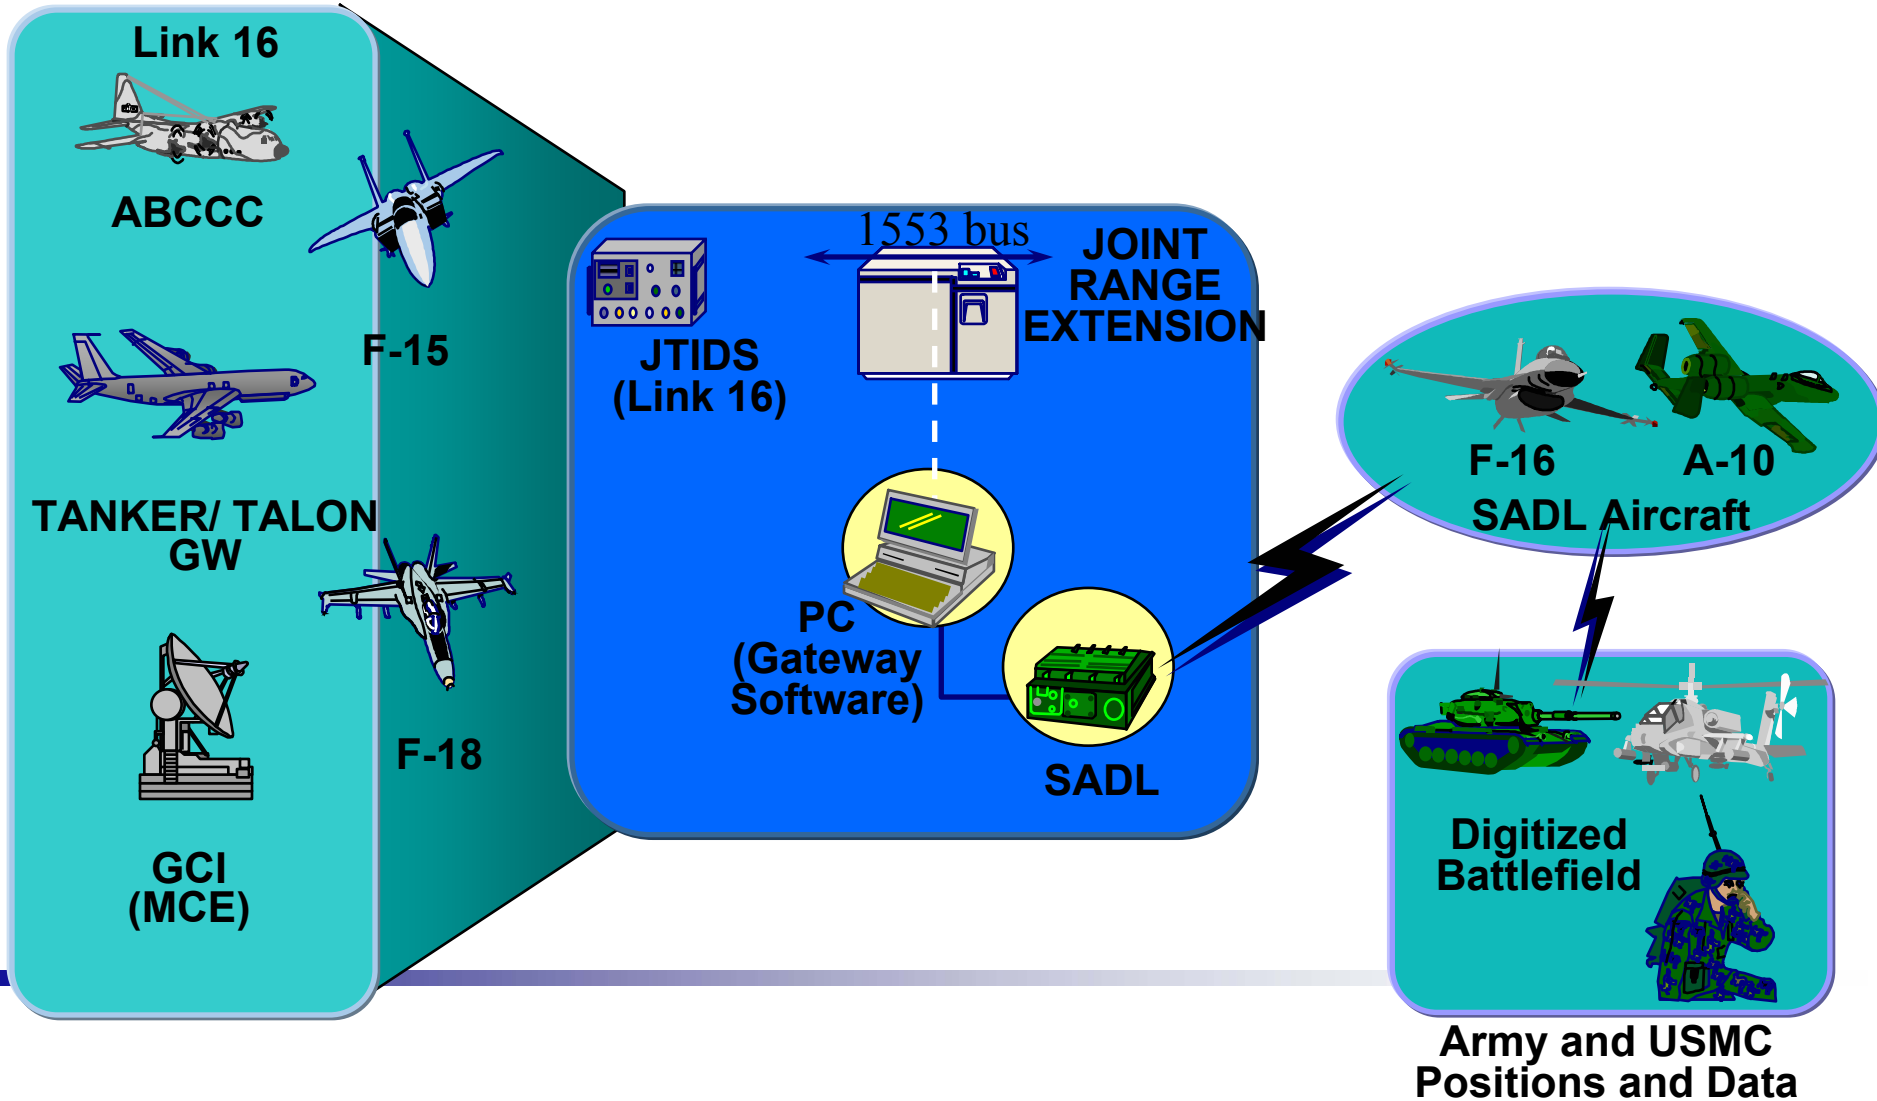 Link 16
ABCCC
F-15
TANKER/ TALON
GW
F-18
GCI
(MCE)
1553 bus
JOINT
RANGE
EXTENSION
JTIDS
(Link 16)
PC
(Gateway
Software)
SADL
F-16
A-10
SADL Aircraft
Digitized
Battlefield
Army and USMC
Positions and Data